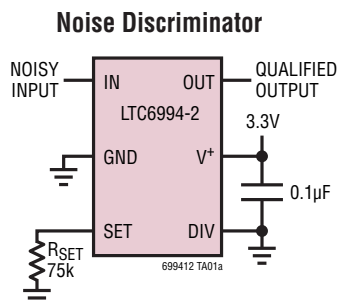 Noise Discriminator
NOISY
INPUT
IN
OUT
QUALIFIED
OUTPUT
LTC6994-2
3.3V
GND
V+
0.1µF
SET
DIV
RSET
75k
699412 TA01a